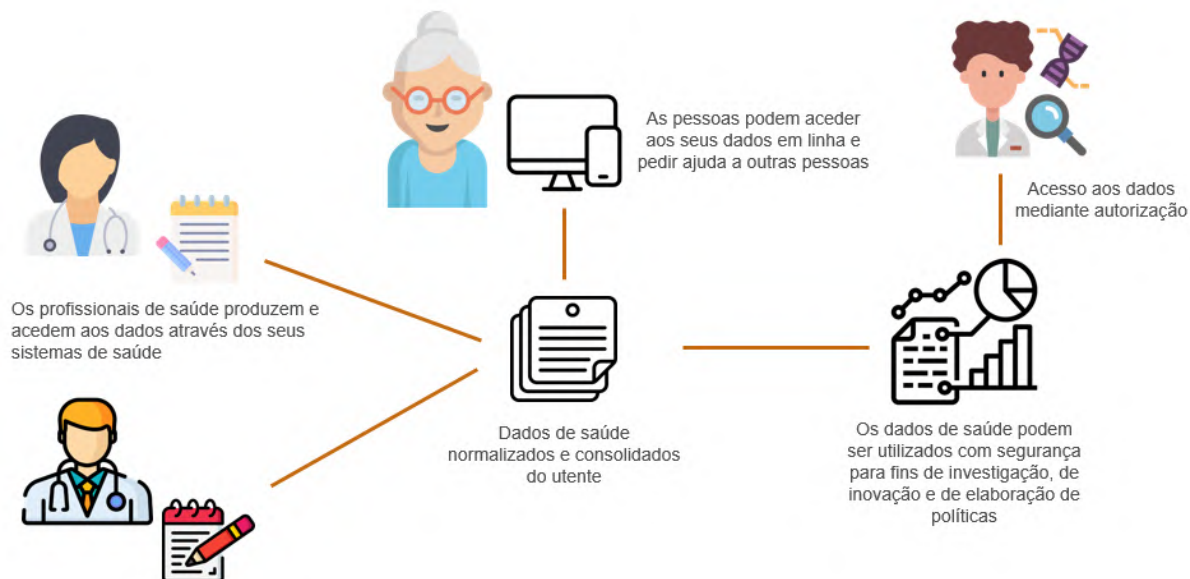 As pessoas podem aceder
aos seus dados em linha e
pedir ajuda a outras pessoas
Acesso aos dados
mediante autorização
Os profissionais de saúde produzem e
acedem aos dados através dos seus
sistemas de saúde
Dados de saúde
normalizados e consolidados
do utente
Os dados de saúde podem
ser utilizados com segurança
para fins de investigação, de
inovação e de elaboração de
políticas